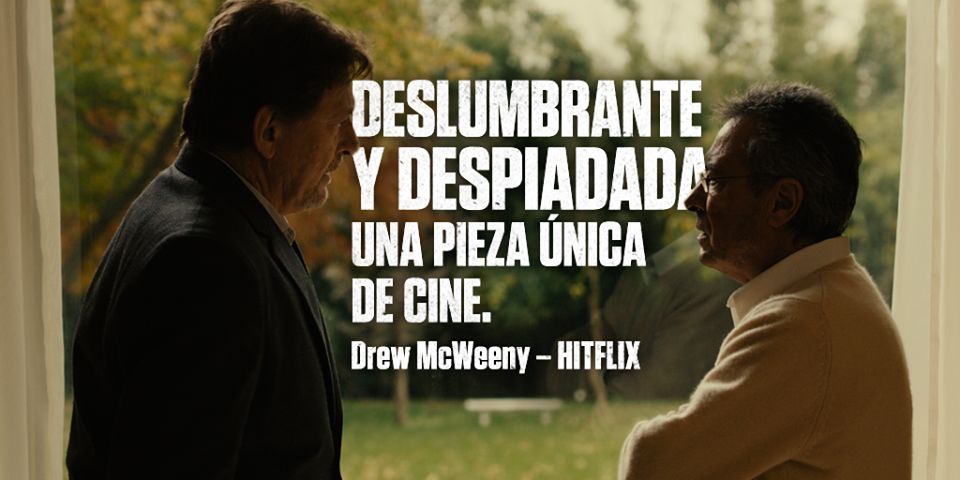 DESLUMBRANTE
Y DESPIADADA
UNA PIEZA ÚNICA
DE CINE.
Drew McWeeny – HITFLIX